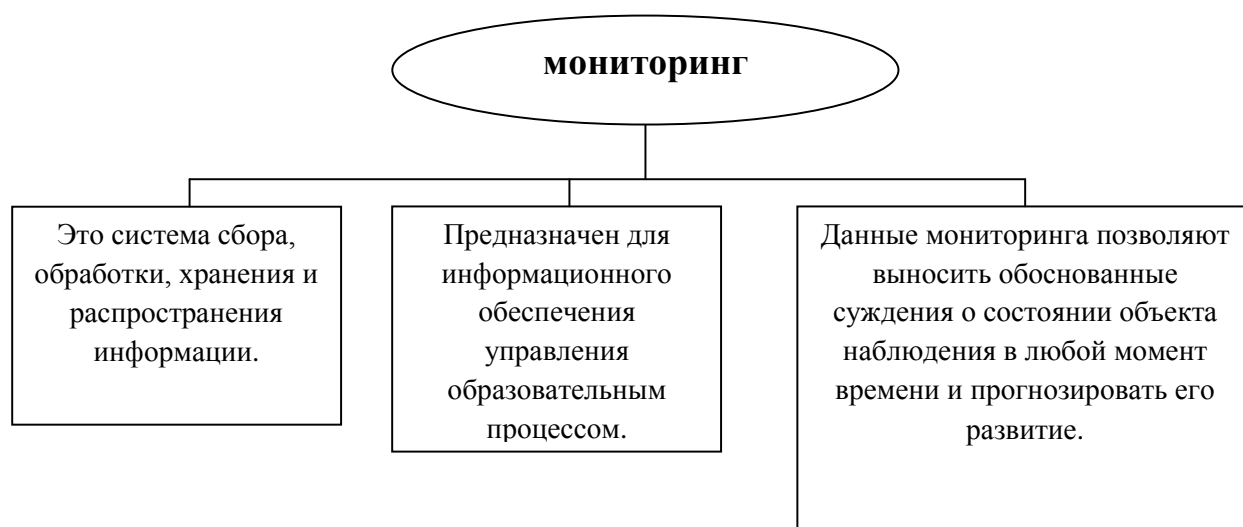 мониторинг
Это система сбора,
обработки, хранения и
распространения
информации.
Предназначен для
информационного
обеспечения
управления
образовательным
процессом.
Данные мониторинга позволяют
выносить обоснованные
суждения о состоянии объекта
наблюдения в любой момент
времени и прогнозировать его
развитие.